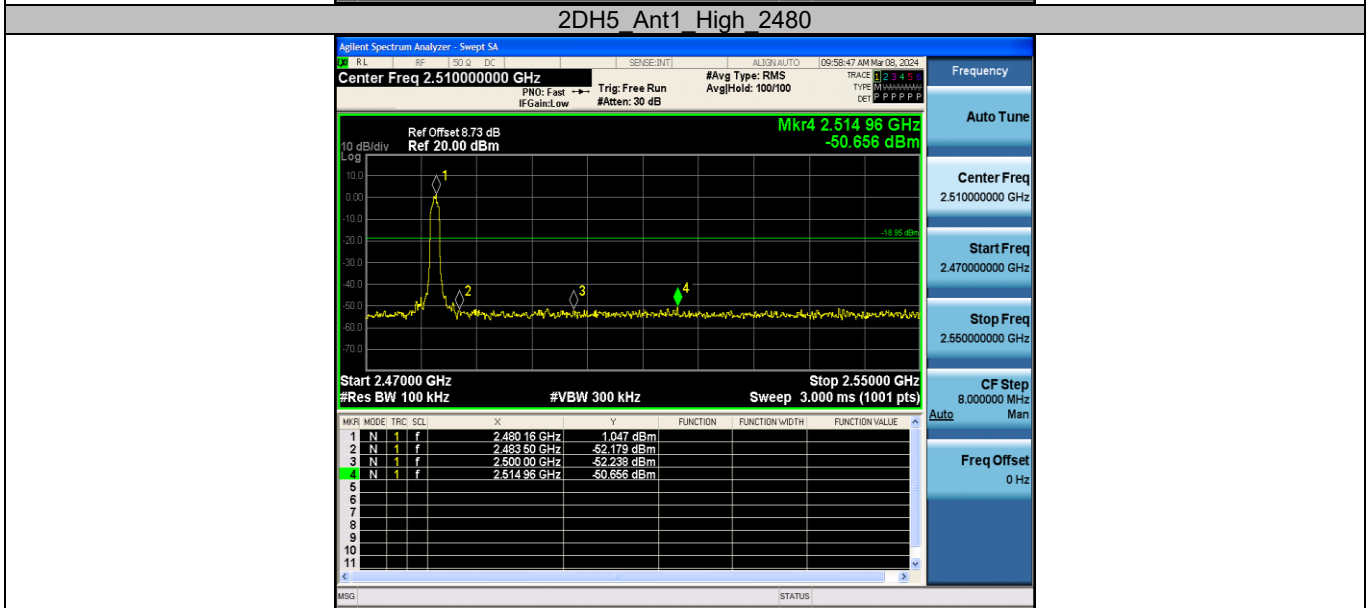 2DH5_Ant1_High_2480
Agilent Spectrum Analyzer - Swept SA
RL RF 50 Ω DC SENSE:INT ALIGNAUTO 09:58:47 AM Mar 08, 2024
Center Freq 2.510000000 GHz
PNO: Fast
IFGain:Low
Trig: Free Run
#Atten: 30 dB
#Avg Type: RMS
Avg|Hold: 100/100
TRACE 1 2 3 4 5 6
TYPE M
DET P P P P P P
Mkr4 2.514 96 GHz
-50.656 dBm
Ref Offset 8.73 dB
10 dB/div Ref 20.00 dBm
Log
10.0
0.00
-10.0
-20.0
-30.0
-40.0
-50.0
-60.0
-70.0
1
2
3
4
-18.95 dBm
Start 2.47000 GHz Stop 2.55000 GHz
#Res BW 100 kHz #VBW 300 kHz Sweep 3.000 ms (1001 pts)
MKR MODE TRC SCL X Y FUNCTION FUNCTION WIDTH FUNCTION VALUE
1 N 1 f 2.480 16 GHz 1.047 dBm
2 N 1 f 2.483 50 GHz -52.179 dBm
3 N 1 f 2.500 00 GHz -52.238 dBm
4 N 1 f 2.514 96 GHz -50.656 dBm
5
6
7
8
9
10
11
MSG STATUS
Frequency
Auto Tune
Center Freq
2.510000000 GHz
Start Freq
2.470000000 GHz
Stop Freq
2.550000000 GHz
CF Step
8.000000 MHz
Auto Man
Freq Offset
0 Hz